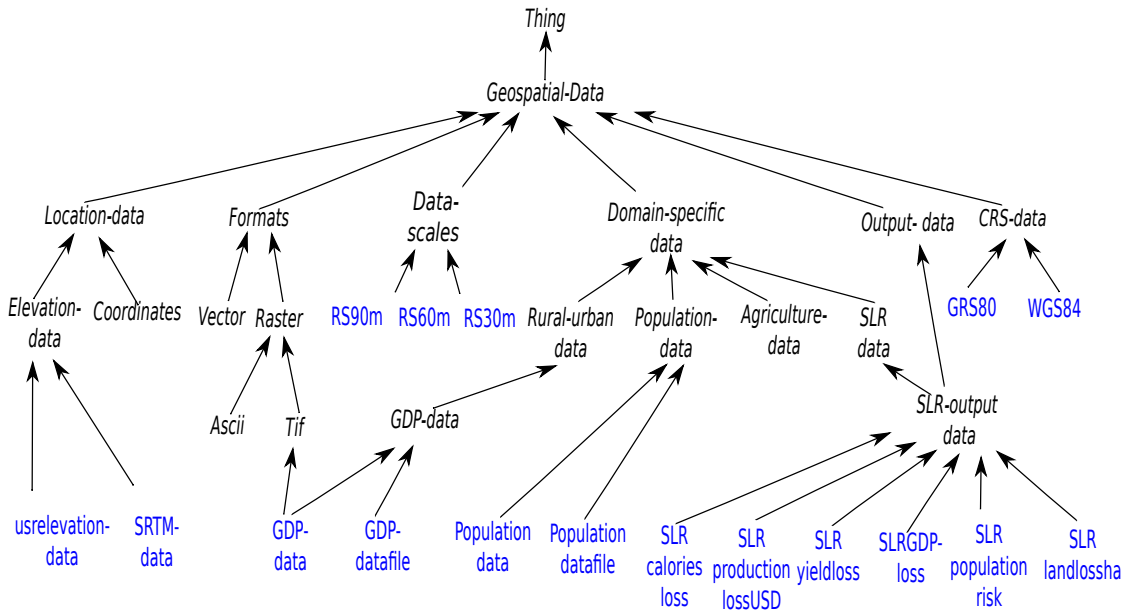 Thing
Geospatial-Data
Location-data
Formats
Data-
scales
Domain-specific
data
Output- data
CRS-data
Elevation-
data
Coordinates
Vector
Raster
RS90m
RS60m
RS30m
Rural-urban
data
Population-
data
Agriculture-
data
SLR
data
GRS80
WGS84
Ascii
Tif
GDP-data
SLR-output
data
usrelevation-
data
SRTM-
data
GDP-
data
GDP-
datafile
Population
data
Population
datafile
SLR
calories
loss
SLR
production
lossUSD
SLR
yieldloss
SLRGDP-
loss
SLR
population
risk
SLR
landlossha